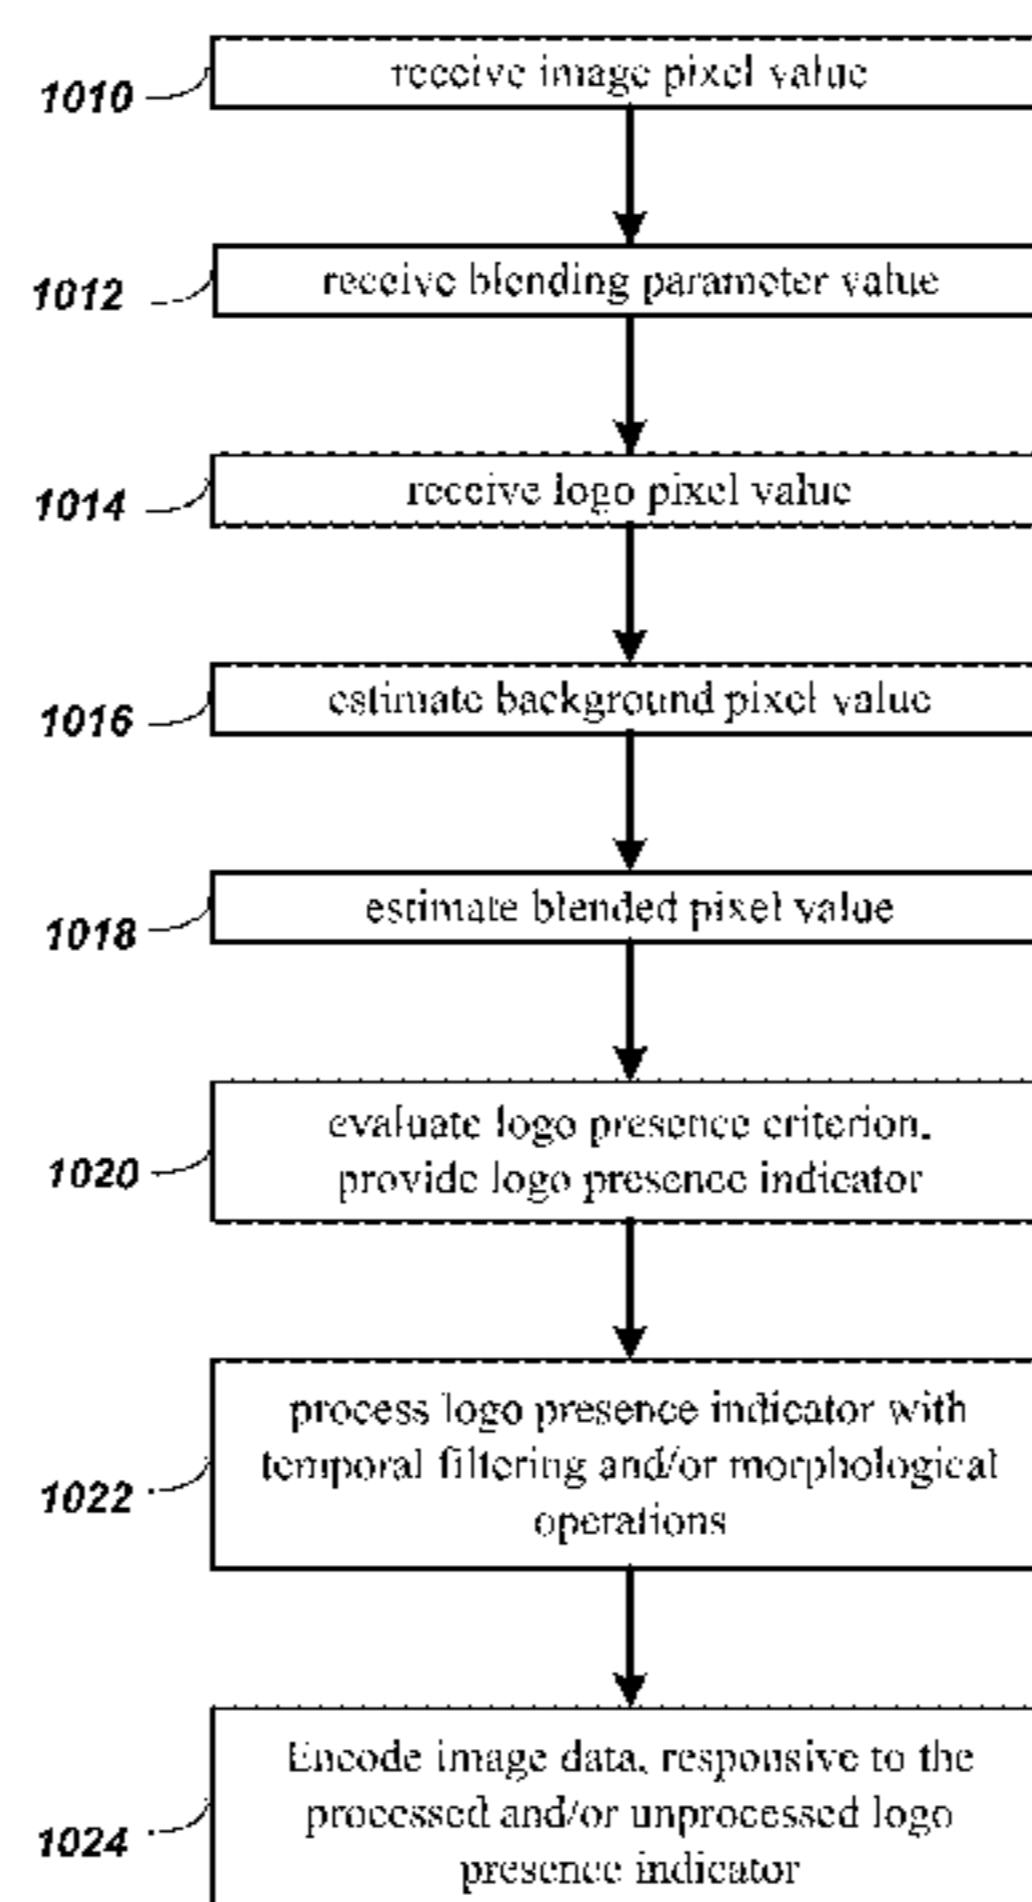 1010
receive image pixel value
1012
receive blending parameter value
1014
receive logo pixel value
1016
estimate background pixel value
1018
estimate blended pixel value
1020
evaluate logo presence criterion,
provide logo presence indicator
1022
process logo presence indicator with
temporal filtering and/or morphological
operations
1024
Encode image data, responsive to the
processed and/or unprocessed logo
presence indicator